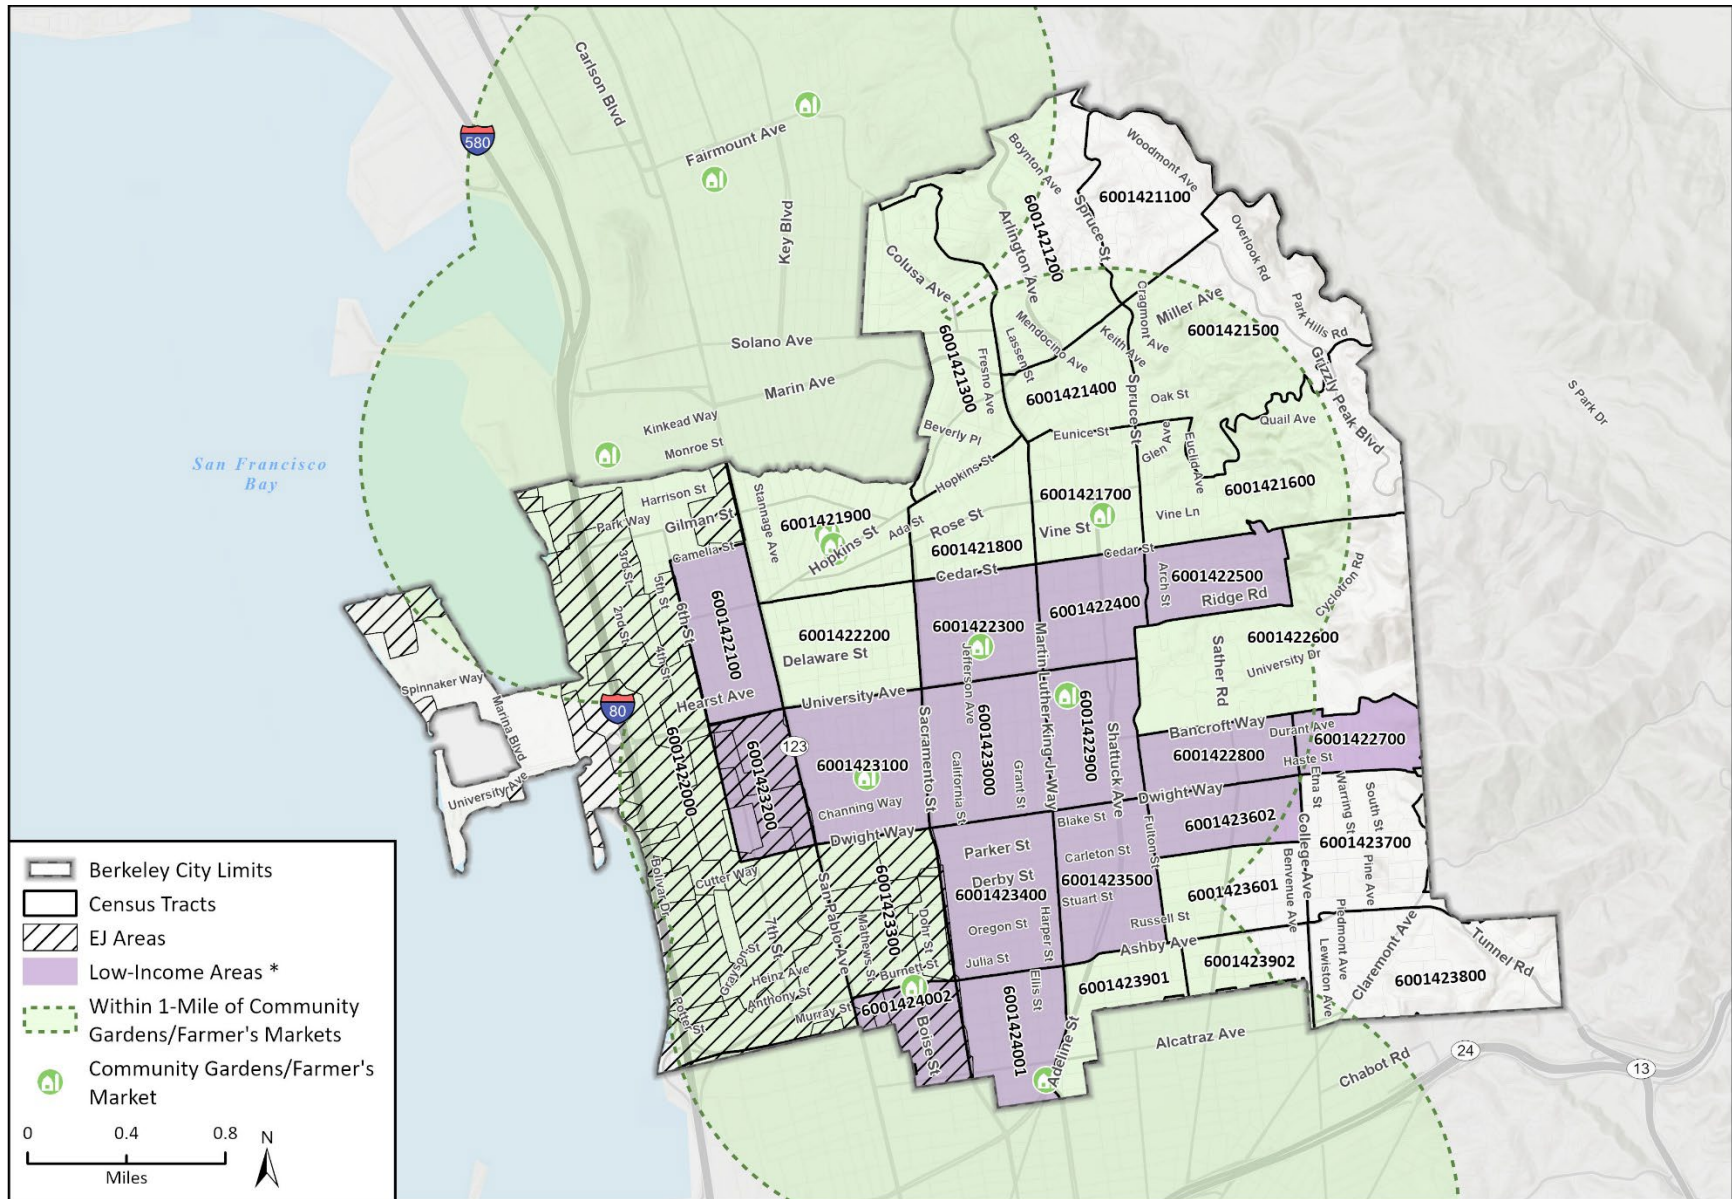 Carlson Blvd
580
Fairmount Ave
Key Blvd
Boynton Ave
Woodmont Ave
6001421100
Spruce St
6001421200
Arlington Ave
Overlook Rd
Colusa Ave
Park Hills Rd
Cragmont Ave
Miller Ave
6001421500
Mendocino Ave
Keith Ave
Lassen St
Solano Ave
Fresno Ave
6001421300
Grizzly Peak Blvd
Marin Ave
6001421400
Spruce St
Oak St
S Park Dr
Kinkead Way
Monroe St
Beverly Pl
Eunice St
Glen Ave
Euclid Ave
Quail Ave
San Francisco
Bay
Hopkins St
Harrison St
Stannage Ave
6001421700
6001421600
Park Way
Gilman St
6001421900
Ada St
Rose St
Vine St
Vine Ln
Camelia St
Hopkins St
6001421800
Cedar St
Cedar St
3rd St
5th St
6th St
6001422100
Arch St
6001422500
Ridge Rd
Cyclotron Rd
2nd St
4th St
6001422200
6001422300
6001422400
Delaware St
Jefferson Ave
Martin Luther King Jr Way
Sather Rd
6001422600
University Dr
Spinnaker Way
Hearst Ave
University Ave
Marina Blvd
80
6001422000
6001423200
123
Sacramento St
6001423000
6001422900
Shattuck Ave
Bancroft Way
Durant Ave
6001422700
6001422800
Haste St
6001423100
California St
Grant St
University Ave
Channing Way
Dwight Way
Dwight Way
Etna St
Warring St
South St
Blake St
Fulton St
6001423602
College Ave
6001423700
Parker St
Carleton St
Derby St
6001423400
6001423500
Stuart St
Benvenue Ave
Pine Ave
6001423601
Bolivar Dr
Cutter Way
San Pablo Ave
6001423300
Mathews St
Dohr St
7th St
Oregon St
Harper St
Russell St
Piedmont Ave
Ashby Ave
Grayson St
Heinz Ave
Anthony St
Burnett St
Julia St
Ellis St
Lewiston Ave
Claremont Ave
Tunnel Rd
6001423902
6001423901
6001423800
Potter St
Murray St
6001424002
Boise St
6001424001
Adeline St
Alcatraz Ave
Chabot Rd
24
13
Berkeley City Limits
Census Tracts
EJ Areas
Low-Income Areas *
Within 1-Mile of Community
Gardens/Farmer's Markets
Community Gardens/Farmer's
Market
0 0.4 0.8
Miles
N